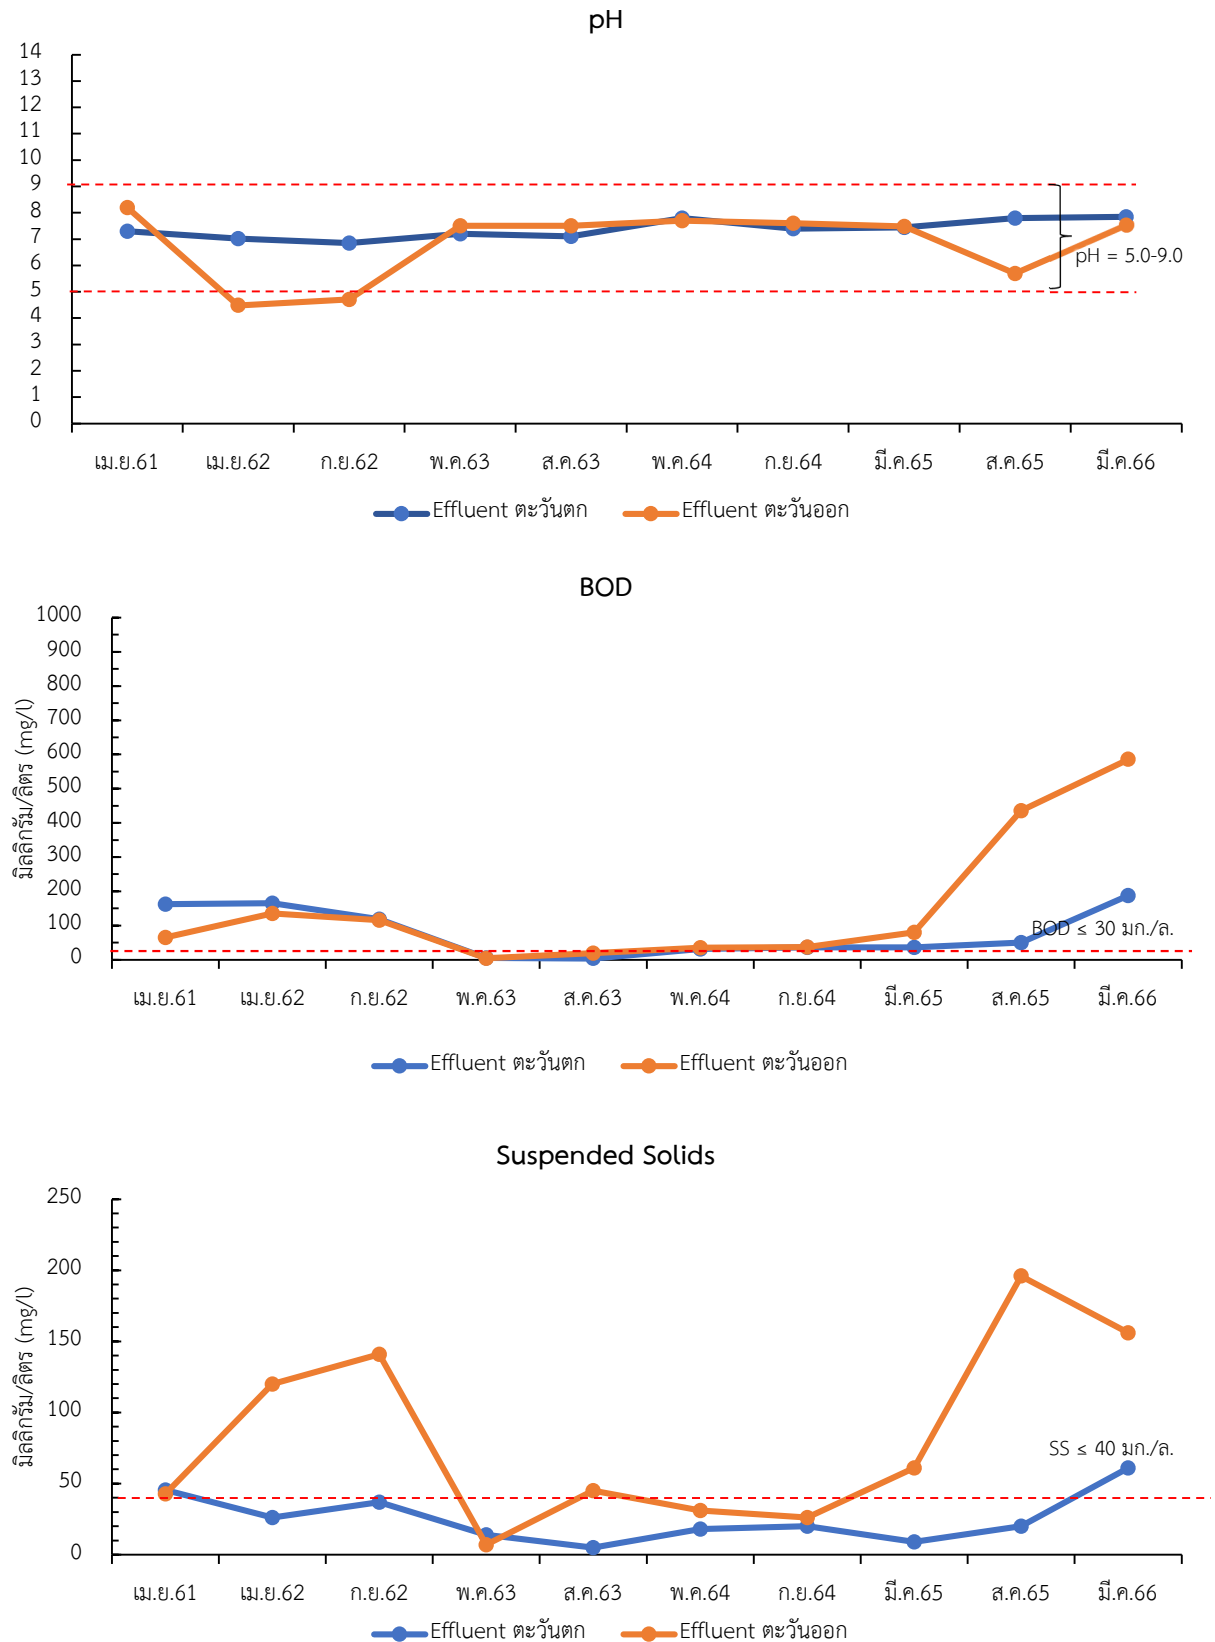 pH
14
13
12
11
10
9
8
7
6
5
4
3
2
1
0
pH = 5.0-9.0
เม.ย.61 เม.ย.62 ก.ย.62 พ.ค.63 ส.ค.63 พ.ค.64 ก.ย.64 มี.ค.65 ส.ค.65 มี.ค.66
Effluent ตะวันตก Effluent ตะวันออก
BOD
มิลลิกรัม/ลิตร (mg/l)
1000
900
800
700
600
500
400
300
200
100
0
BOD ≤ 30 มก./ล.
เม.ย.61 เม.ย.62 ก.ย.62 พ.ค.63 ส.ค.63 พ.ค.64 ก.ย.64 มี.ค.65 ส.ค.65 มี.ค.66
Effluent ตะวันตก Effluent ตะวันออก
Suspended Solids
มิลลิกรัม/ลิตร (mg/l)
250
200
150
100
50
0
SS ≤ 40 มก./ล.
เม.ย.61 เม.ย.62 ก.ย.62 พ.ค.63 ส.ค.63 พ.ค.64 ก.ย.64 มี.ค.65 ส.ค.65 มี.ค.66
Effluent ตะวันตก Effluent ตะวันออก